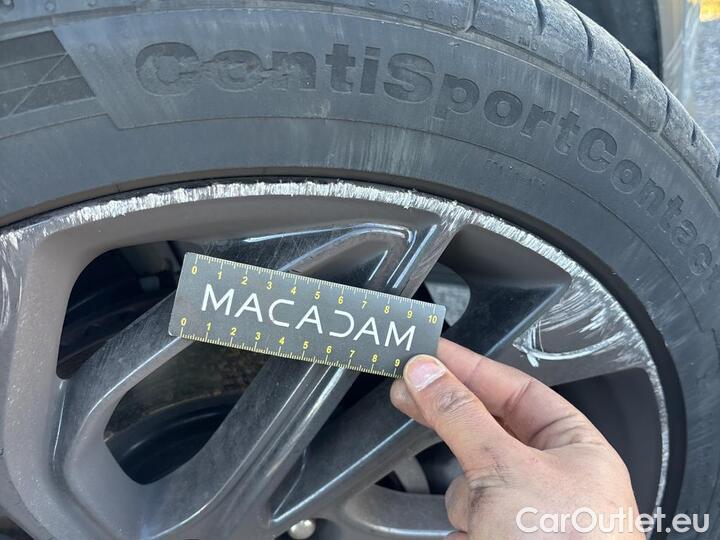 ContiSportContact
0 1 2 3 4 5 6 7 8 9 10
MACADAM
0 1 2 3 4 5 6 7 8 9
CarOutlet.eu